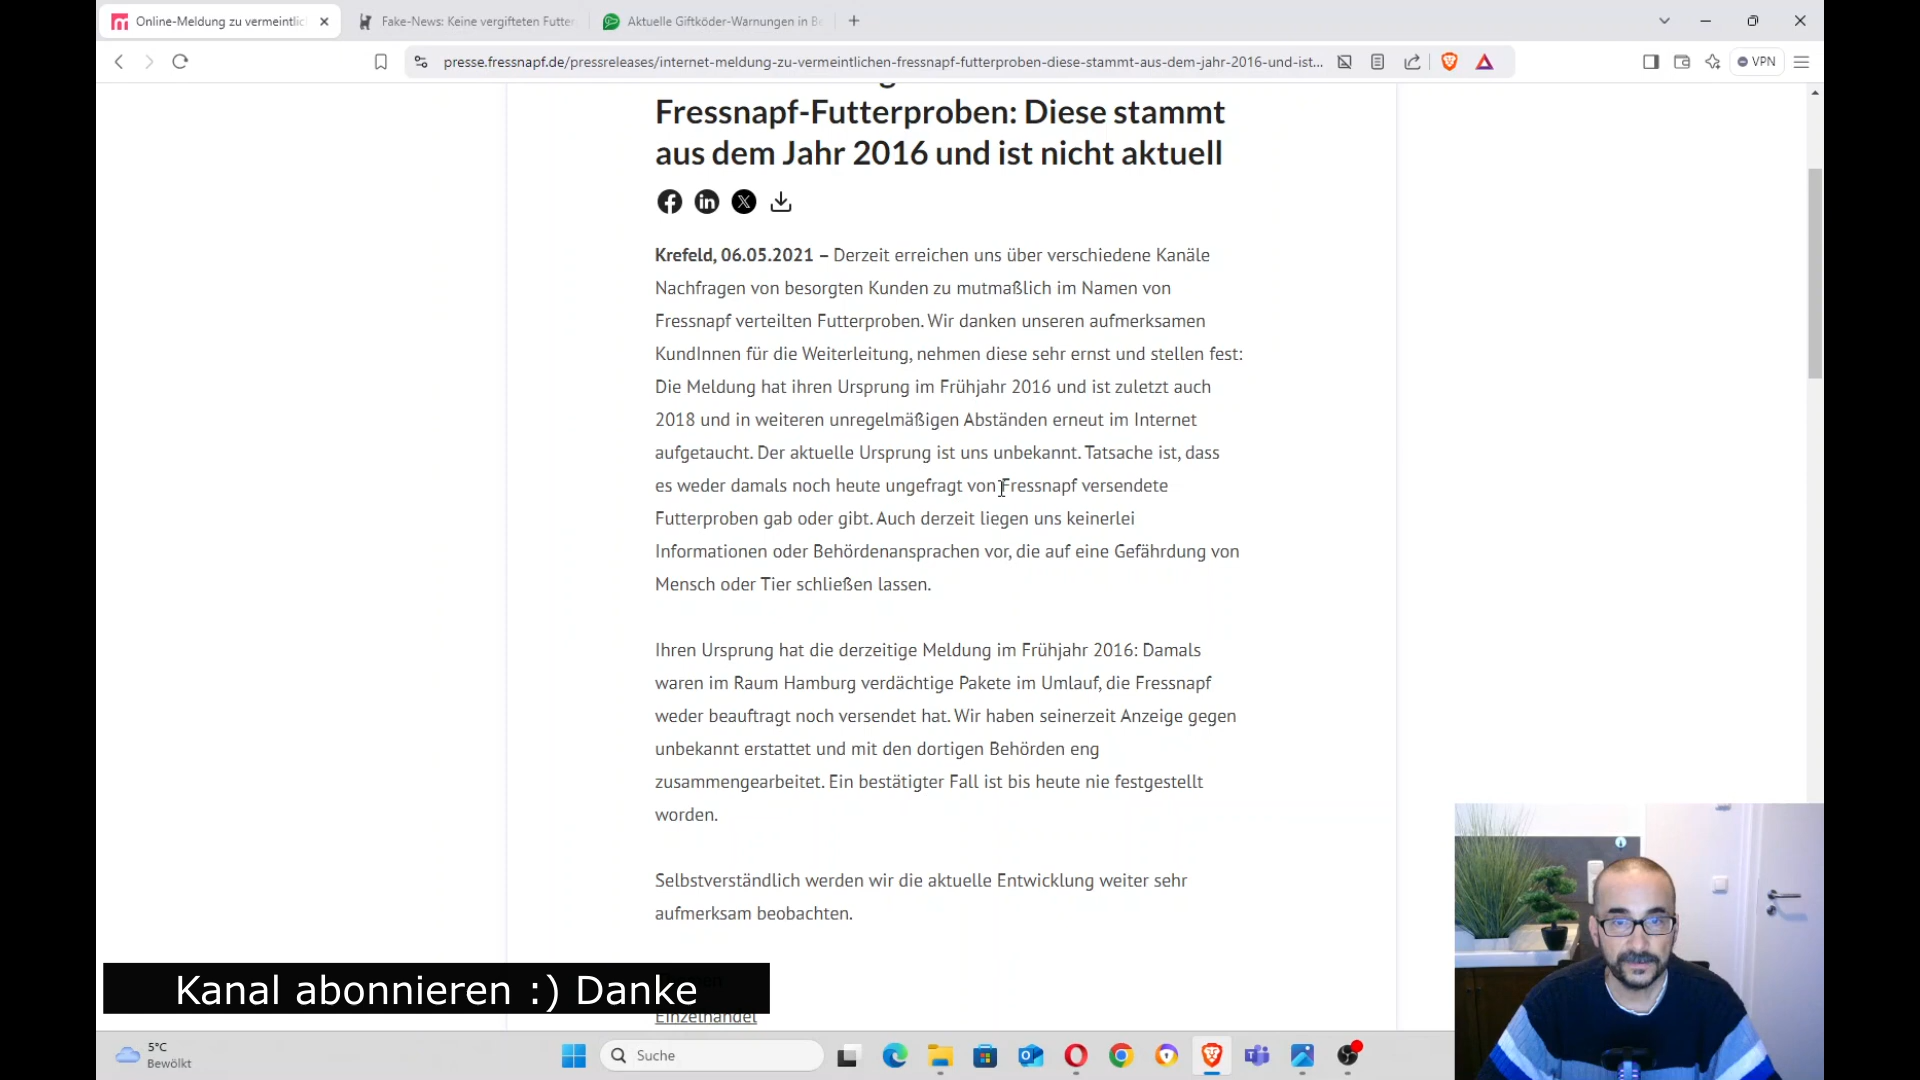 Online-Meldung zu vermeintlic
Fake-News: Keine vergifteten Futter
Aktuelle Giftköder-Warnungen in B
presse.fressnapf.de/pressreleases/internet-meldung-zu-vermeintlichen-fressnapf-futterproben-diese-stammt-aus-dem-jahr-2016-und-ist...
VPN
Fressnapf-Futterproben: Diese stammt
aus dem Jahr 2016 und ist nicht aktuell
Krefeld, 06.05.2021 – Derzeit erreichen uns über verschiedene Kanäle
Nachfragen von besorgten Kunden zu mutmaßlich im Namen von
Fressnapf verteilten Futterproben. Wir danken unseren aufmerksamen
KundInnen für die Weiterleitung, nehmen diese sehr ernst und stellen fest:
Die Meldung hat ihren Ursprung im Frühjahr 2016 und ist zuletzt auch
2018 und in weiteren unregelmäßigen Abständen erneut im Internet
aufgetaucht. Der aktuelle Ursprung ist uns unbekannt. Tatsache ist, dass
es weder damals noch heute ungefragt von Fressnapf versendete
Futterproben gab oder gibt. Auch derzeit liegen uns keinerlei
Informationen oder Behördenansprachen vor, die auf eine Gefährdung von
Mensch oder Tier schließen lassen.
Ihren Ursprung hat die derzeitige Meldung im Frühjahr 2016: Damals
waren im Raum Hamburg verdächtige Pakete im Umlauf, die Fressnapf
weder beauftragt noch versendet hat. Wir haben seinerzeit Anzeige gegen
unbekannt erstattet und mit den dortigen Behörden eng
zusammengearbeitet. Ein bestätigter Fall ist bis heute nie festgestellt
worden.
Selbstverständlich werden wir die aktuelle Entwicklung weiter sehr
aufmerksam beobachten.
Kanal abonnieren :) Danke
Einzelhandel
5°C
Bewölkt
Suche